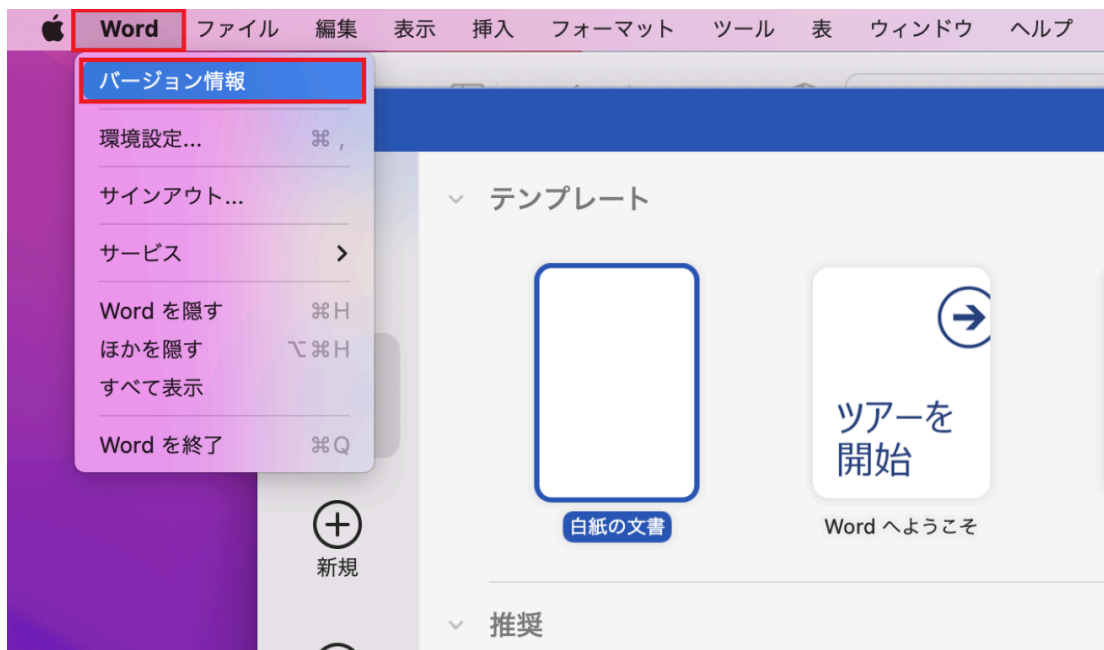 Word ファイル 編集 表示 挿入 フォーマット ツール 表 ウィンドウ ヘルプ
バージョン情報
環境設定... ⌘ ,
サインアウト...
サービス
Word を隠す ⌘H
ほかを隠す ⌥⌘H
すべて表示
Word を終了 ⌘Q
新規
テンプレート
ツアーを
開始
白紙の文書
Word へようこそ
推奨